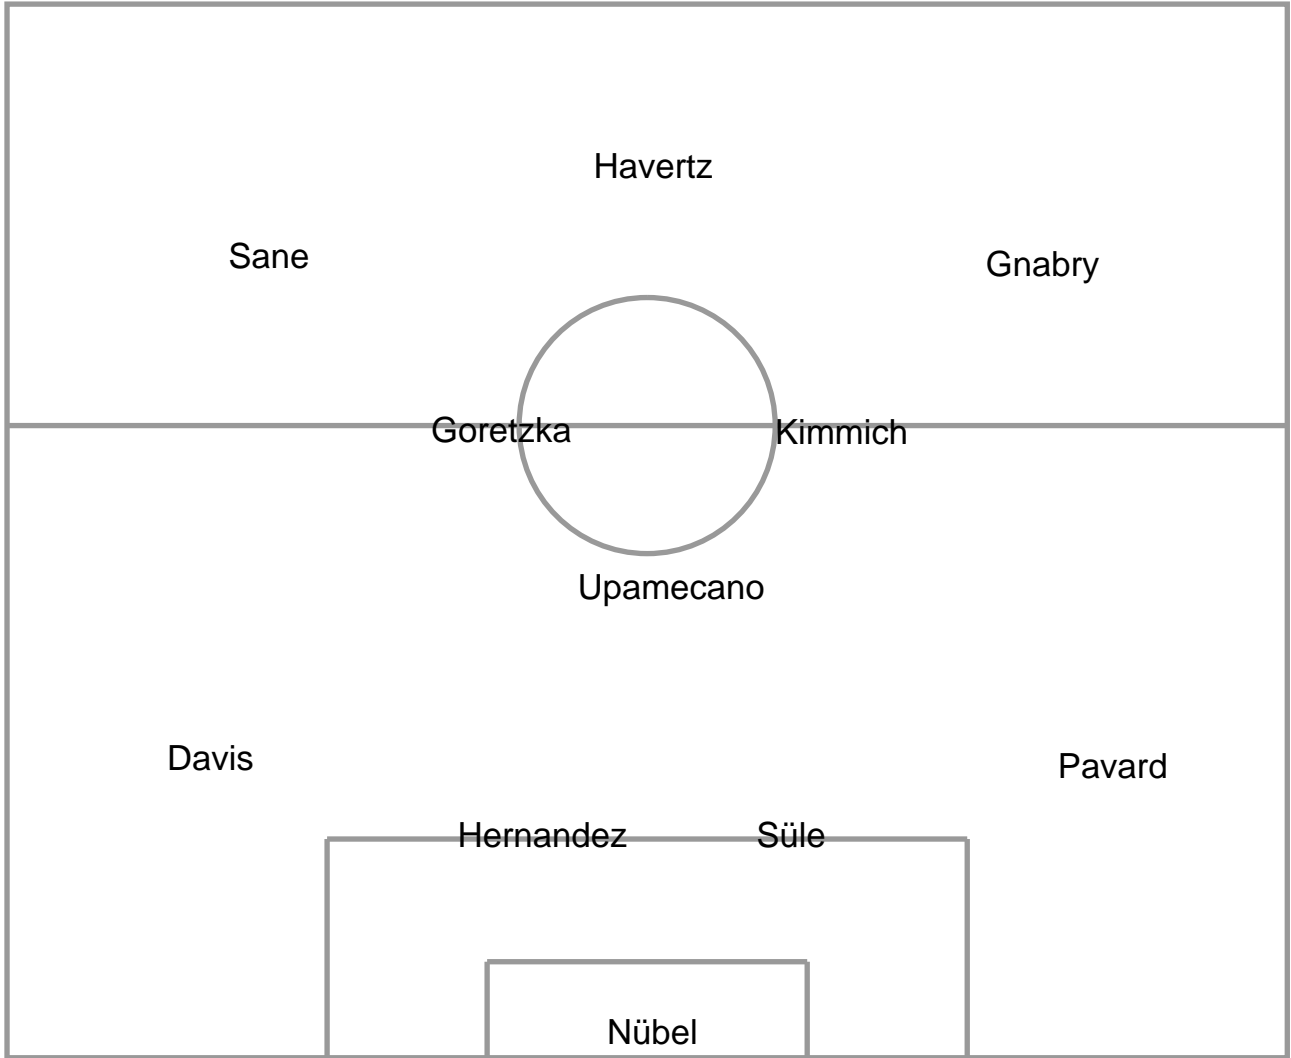 Havertz
Sane
Gnabry
Goretzka
Kimmich
Upamecano
Davis
Pavard
Hernandez
Süle
Nübel